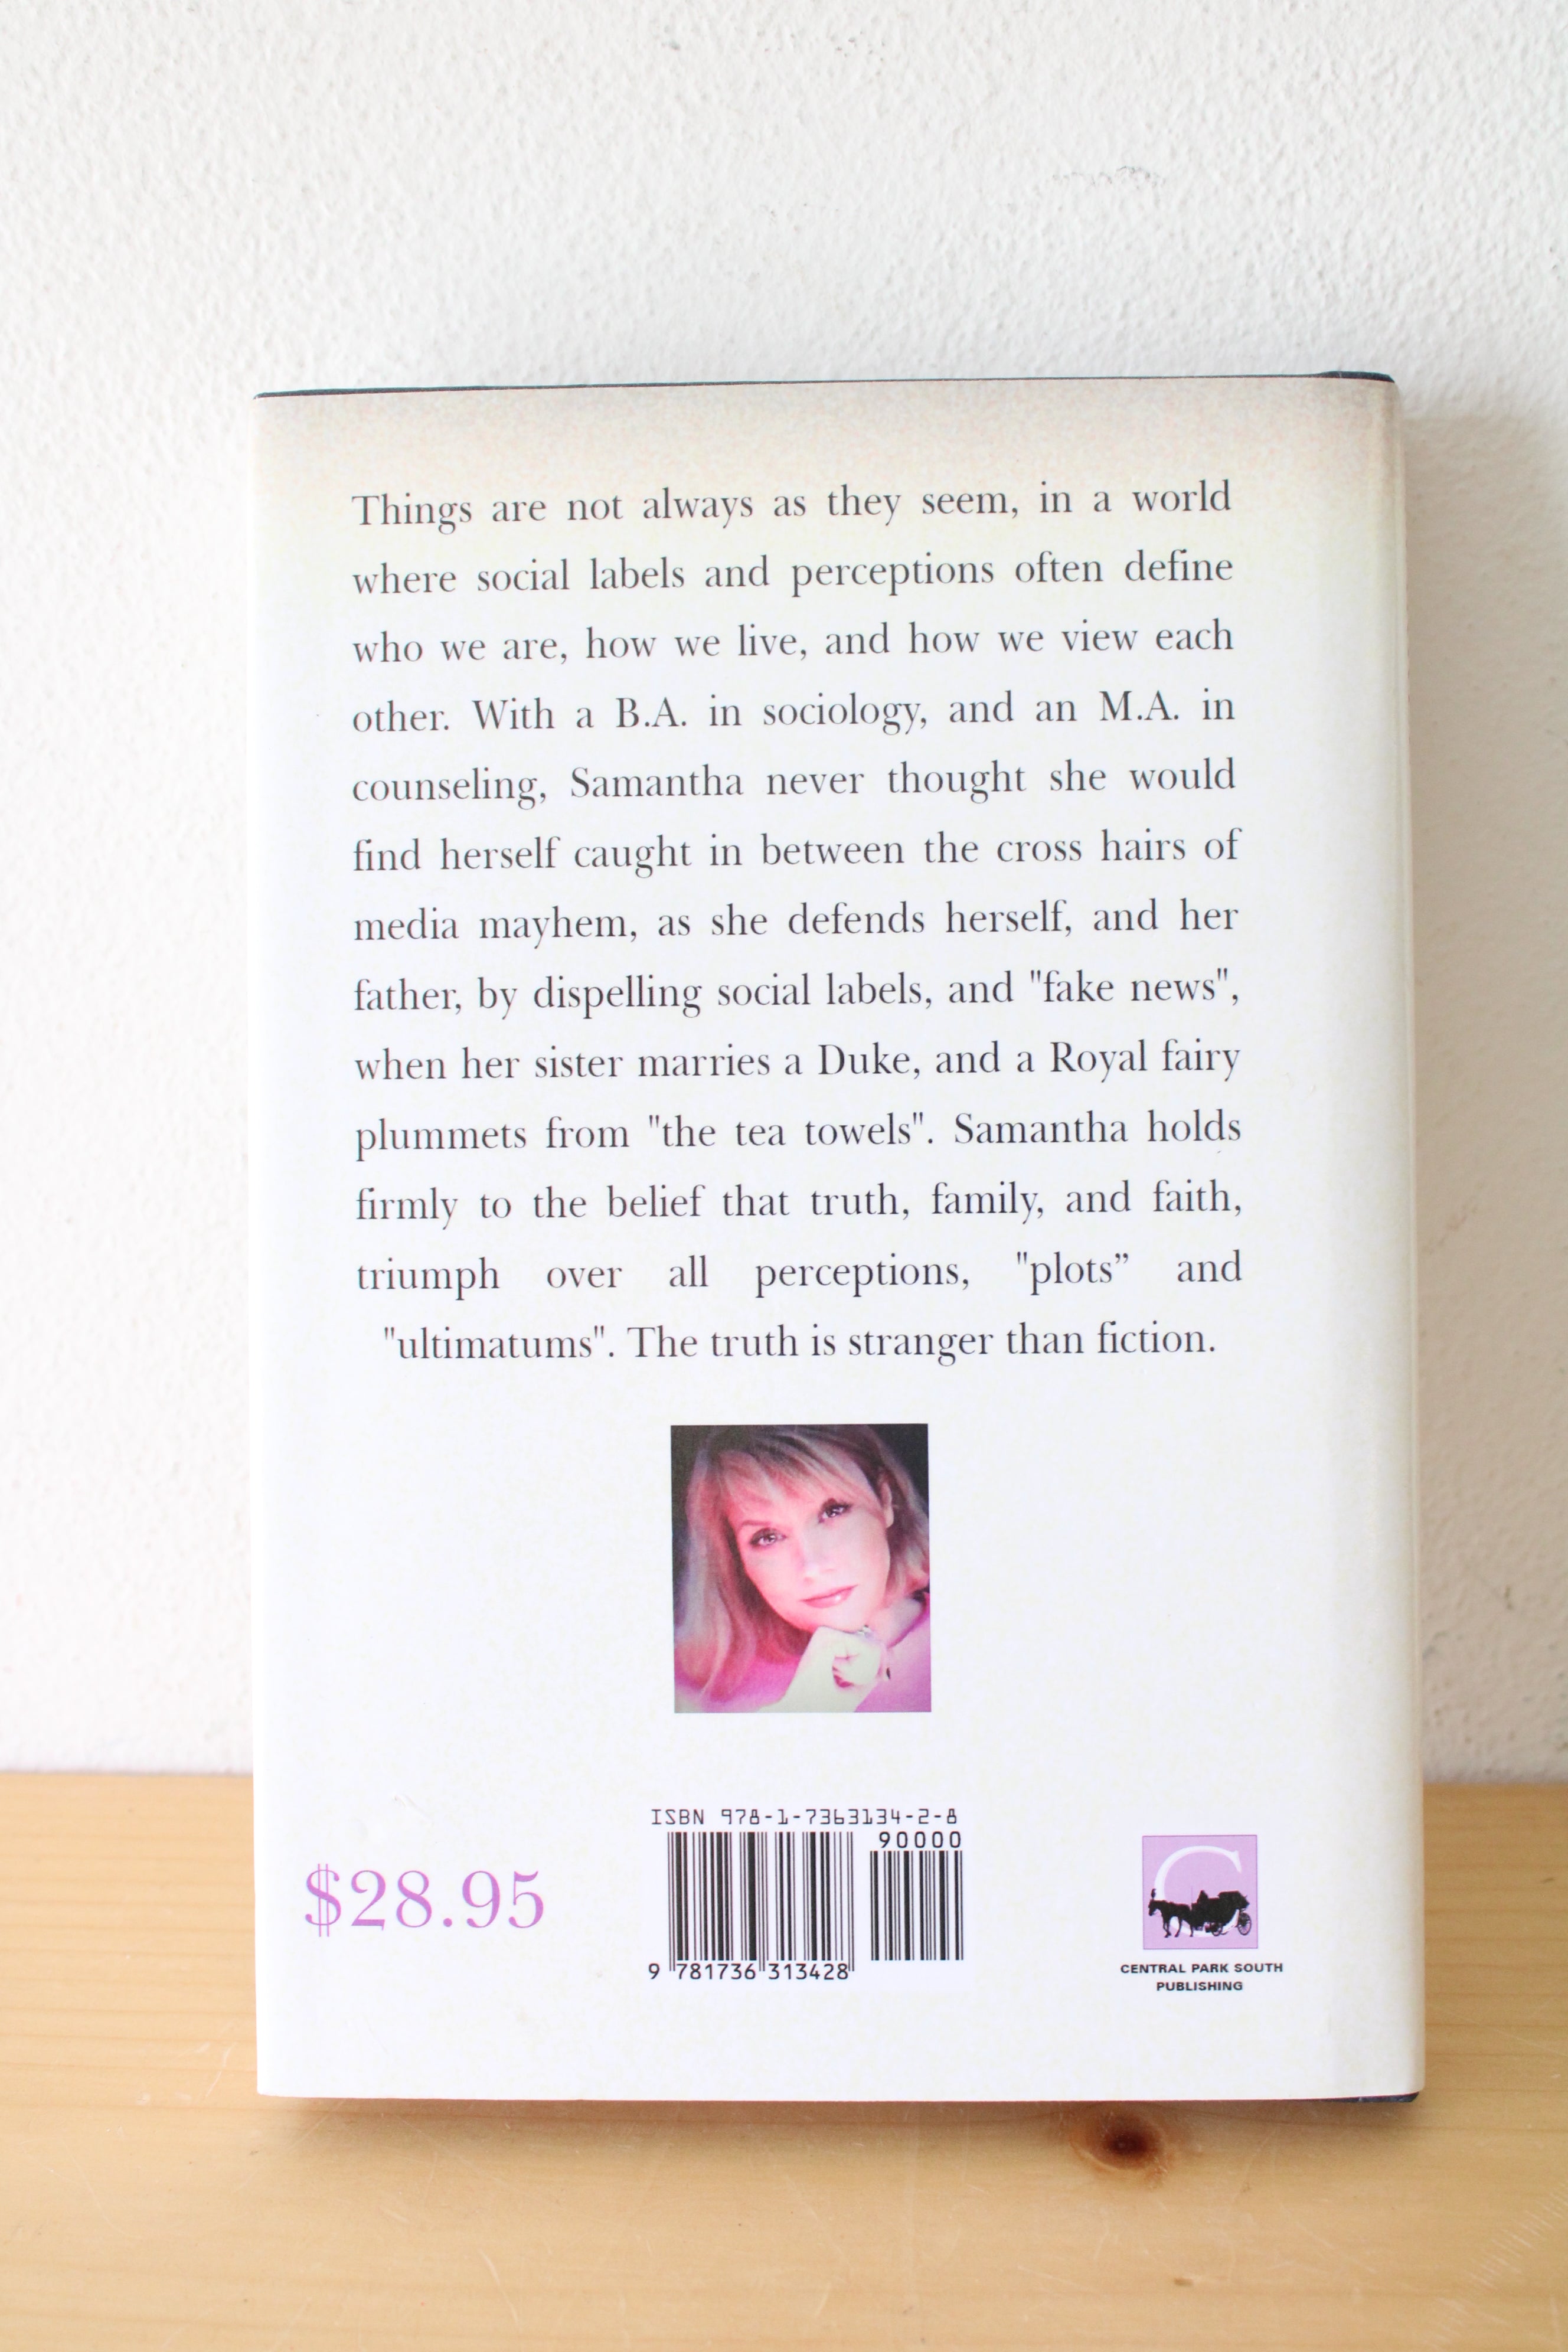 Things are not always as they seem, in a world
where social labels and perceptions often define
who we are, how we live, and how we view each
other. With a B.A. in sociology, and an M.A. in
counseling, Samantha never thought she would
find herself caught in between the cross hairs of
media mayhem, as she defends herself, and her
father, by dispelling social labels, and "fake news",
when her sister marries a Duke, and a Royal fairy
plummets from "the tea towels". Samantha holds
firmly to the belief that truth, family, and faith,
triumph over all perceptions, "plots” and
"ultimatums". The truth is stranger than fiction.
ISBN 978-1-7363134-2-8
90000
$28.95
9 781736 313428
C
CENTRAL PARK SOUTH
PUBLISHING